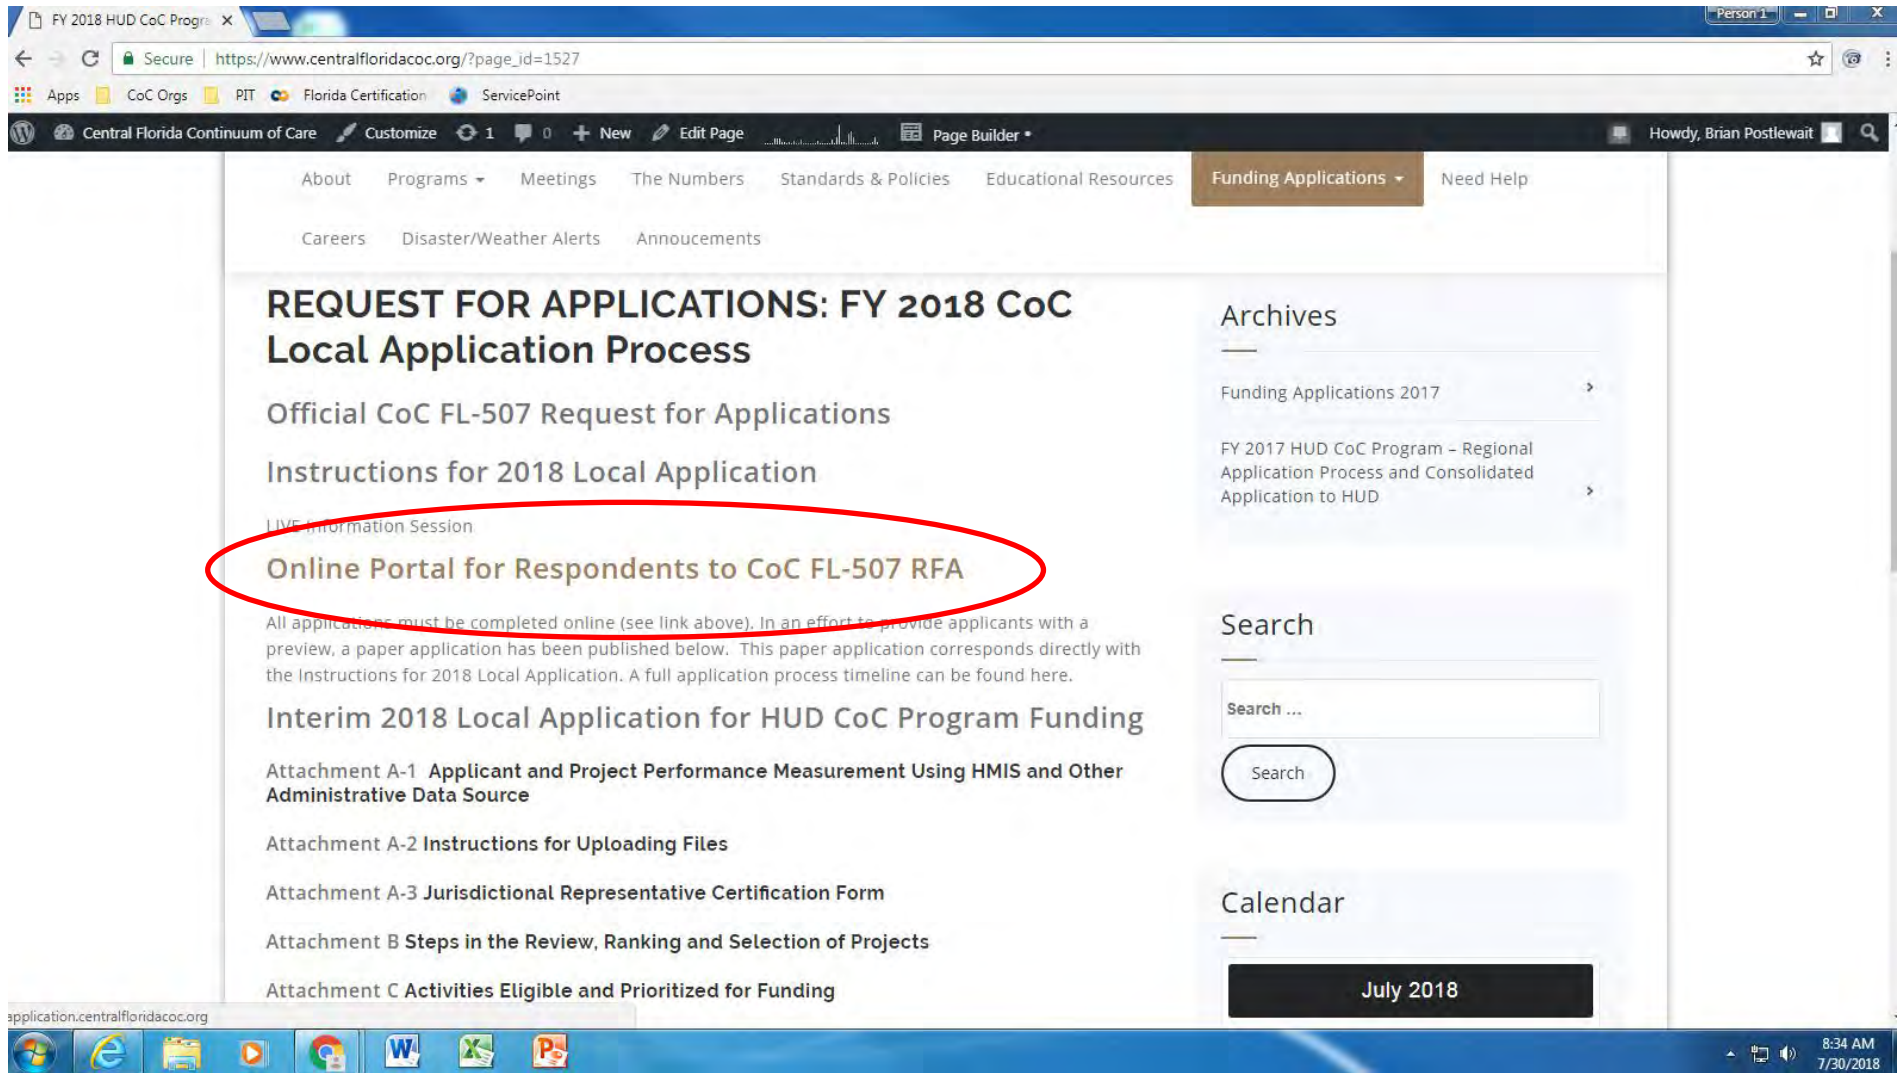 FY 2018 HUD CoC Progra
Person 1
Secure | https://www.centralfloridacoc.org/?page_id=1527
Apps CoC Orgs PIT Florida Certification ServicePoint
Central Florida Continuum of Care Customize 1 0 New Edit Page Page Builder Howdy, Brian Postlewait
About Programs Meetings The Numbers Standards & Policies Educational Resources Funding Applications Need Help
Careers Disaster/Weather Alerts Annoucements
REQUEST FOR APPLICATIONS: FY 2018 CoC
Local Application Process
Official CoC FL-507 Request for Applications
Instructions for 2018 Local Application
LIVE Information Session
Online Portal for Respondents to CoC FL-507 RFA
All applications must be completed online (see link above). In an effort to provide applicants with a
preview, a paper application has been published below. This paper application corresponds directly with
the Instructions for 2018 Local Application. A full application process timeline can be found here.
Interim 2018 Local Application for HUD CoC Program Funding
Attachment A-1 Applicant and Project Performance Measurement Using HMIS and Other
Administrative Data Source
Attachment A-2 Instructions for Uploading Files
Attachment A-3 Jurisdictional Representative Certification Form
Attachment B Steps in the Review, Ranking and Selection of Projects
Attachment C Activities Eligible and Prioritized for Funding
Archives
Funding Applications 2017
FY 2017 HUD CoC Program – Regional
Application Process and Consolidated
Application to HUD
Search
Search ...
Search
Calendar
July 2018
application.centralfloridacoc.org
8:34 AM
7/30/2018